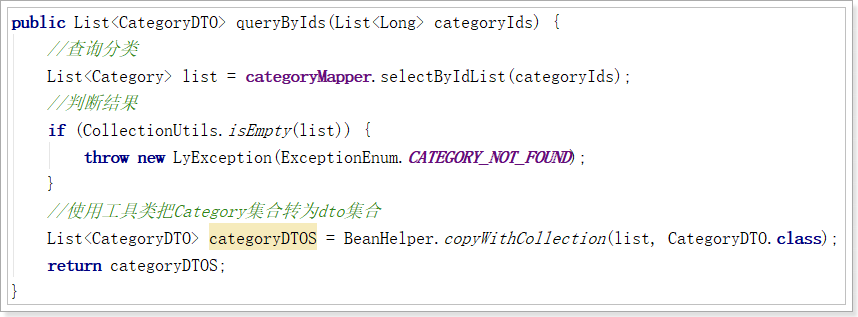 public List<CategoryDTO> queryByIds(List<Long> categoryIds) {
    //查询分类
    List<Category> list = categoryMapper.selectByIdList(categoryIds);
    //判断结果
    if (CollectionUtils.isEmpty(list)) {
        throw new LyException(ExceptionEnum.CATEGORY_NOT_FOUND);
    }
    //使用工具类把Category集合转为dto集合
    List<CategoryDTO> categoryDTOS = BeanHelper.copyWithCollection(list, CategoryDTO.class);
    return categoryDTOS;
}